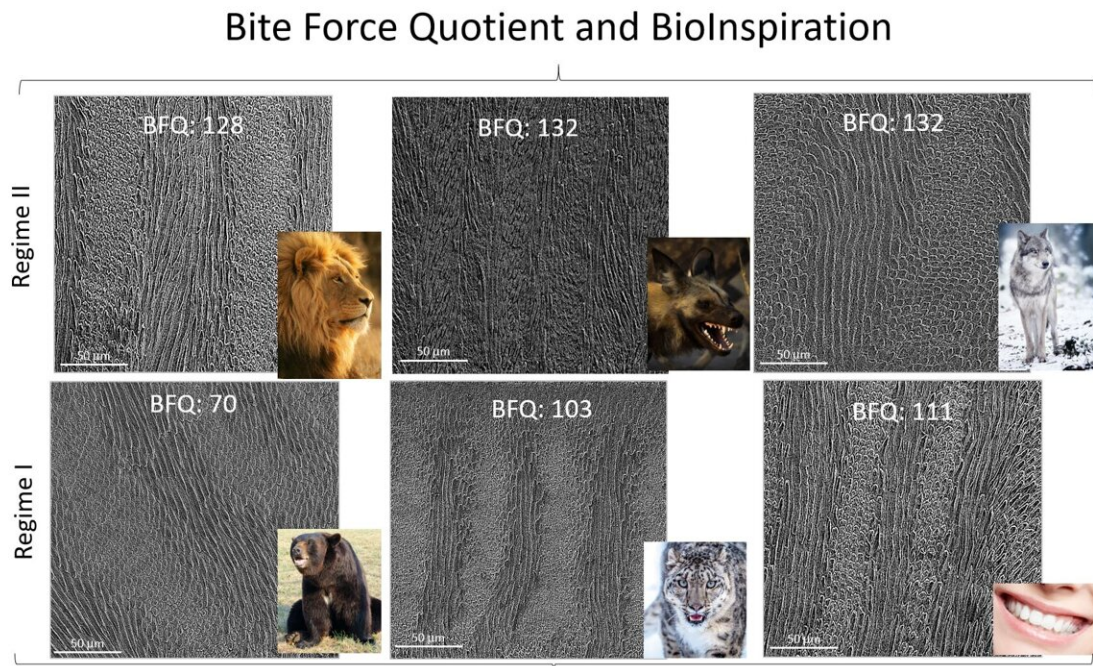 Bite Force Quotient and BioInspiration
Regime II
BFQ: 128
50 µm
BFQ: 132
50 µm
BFQ: 132
50 µm
Regime I
BFQ: 70
50 µm
BFQ: 103
50 µm
BFQ: 111
50 µm